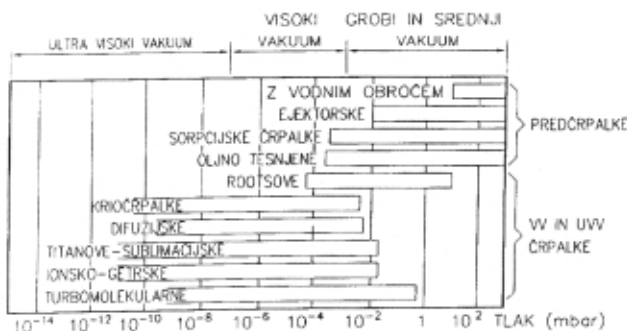 VISOKI GROBI IN SREDNJI
ULTRA VISOKI VAKUUM VAKUUM VAKUUM
Z VODNIM OBROČEM
EJEKTORSKE
SORPCIJSKE ČRPALKE
OLJNO TESNJENE
PREDČRPALKE
ROOTSOVE
KRIOČRPALKE
DIFUZIJSKE
TITANOVE-SUBLIMACIJSKE
IONSKO-GETRSKE
TURBOMOLEKULARNE
VV IN UVV
ČRPALKE
10⁻¹⁴ 10⁻¹² 10⁻¹⁰ 10⁻⁸ 10⁻⁶ 10⁻⁴ 10⁻² 1 10² TLAK (mbar)